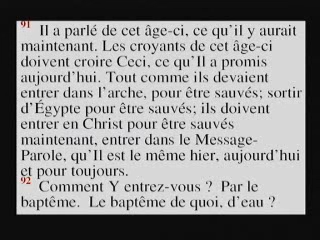 91 Il a parlé de cet âge-ci, ce qu'il y aurait
maintenant. Les croyants de cet âge-ci
doivent croire Ceci, ce qu'Il a promis
aujourd'hui. Tout comme ils devaient
entrer dans l'arche, pour être sauvés; sortir
d'Égypte pour être sauvés; ils doivent
entrer en Christ pour être sauvés
maintenant, entrer dans le Message-
Parole, qu'Il est le même hier, aujourd'hui
et pour toujours.
92 Comment Y entrez-vous ? Par le
baptême. Le baptême de quoi, d'eau ?